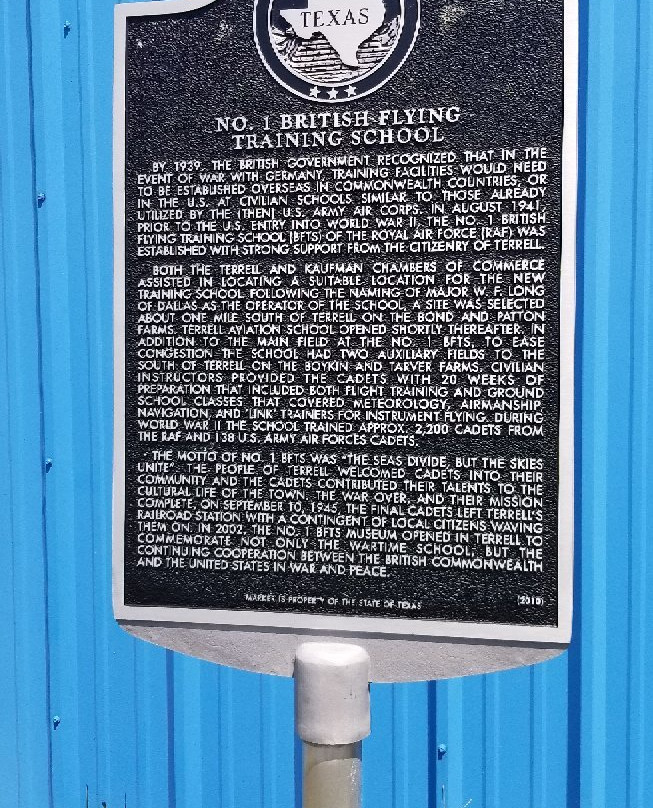 TEXAS
NO. 1 BRITISH FLYING
TRAINING SCHOOL
BY 1939, THE BRITISH GOVERNMENT RECOGNIZED THAT IN THE
EVENT OF WAR WITH GERMANY, TRAINING FACILITIES WOULD NEED
TO BE ESTABLISHED OVERSEAS IN COMMONWEALTH COUNTRIES, OR
IN THE U.S. AT CIVILIAN SCHOOLS SIMILAR TO THOSE ALREADY
UTILIZED BY THE (THEN) U.S. ARMY AIR CORPS. IN AUGUST 1941,
PRIOR TO THE U.S. ENTRY INTO WORLD WAR II, THE NO. 1 BRITISH
FLYING TRAINING SCHOOL (BFTS) OF THE ROYAL AIR FORCE (RAF) WAS
ESTABLISHED WITH STRONG SUPPORT FROM THE CITIZENRY OF TERRELL.
BOTH THE TERRELL AND KAUFMAN CHAMBERS OF COMMERCE
ASSISTED IN LOCATING A SUITABLE LOCATION FOR THE NEW
TRAINING SCHOOL. FOLLOWING THE NAMING OF MAJOR W. F. LONG
OF DALLAS AS THE OPERATOR OF THE SCHOOL, A SITE WAS SELECTED
ABOUT ONE MILE SOUTH OF TERRELL ON THE BOND AND PATTON
FARMS. TERRELL AVIATION SCHOOL OPENED SHORTLY THEREAFTER. IN
ADDITION TO THE MAIN FIELD AT THE NO. 1 BFTS, TO EASE
CONGESTION THE SCHOOL HAD TWO AUXILIARY FIELDS TO THE
SOUTH OF TERRELL ON THE BOYKIN AND TARVER FARMS. CIVILIAN
INSTRUCTORS PROVIDED THE CADETS WITH 20 WEEKS OF
PREPARATION THAT INCLUDED BOTH FLIGHT TRAINING AND GROUND
SCHOOL CLASSES THAT COVERED METEOROLOGY, AIRMANSHIP,
NAVIGATION, AND 'LINK' TRAINERS FOR INSTRUMENT FLYING. DURING
WORLD WAR II THE SCHOOL TRAINED APPROX. 2,200 CADETS FROM
THE RAF AND 138 U.S. ARMY AIR FORCES CADETS.
THE MOTTO OF NO. 1 BFTS WAS "THE SEAS DIVIDE, BUT THE SKIES
UNITE". THE PEOPLE OF TERRELL WELCOMED CADETS INTO THEIR
COMMUNITY AND THE CADETS CONTRIBUTED THEIR TALENTS TO THE
CULTURAL LIFE OF THE TOWN. THE WAR OVER, AND THEIR MISSION
COMPLETE, ON SEPTEMBER 10, 1945, THE FINAL CADETS LEFT TERRELL'S
RAILROAD STATION WITH A CONTINGENT OF LOCAL CITIZENS WAVING
THEM ON. IN 2002, THE NO. 1 BFTS MUSEUM OPENED IN TERRELL TO
COMMEMORATE NOT ONLY THE WARTIME SCHOOL, BUT THE
CONTINUING COOPERATION BETWEEN THE BRITISH COMMONWEALTH
AND THE UNITED STATES IN WAR AND PEACE.
(2010)
MARKER IS PROPERTY OF THE STATE OF TEXAS